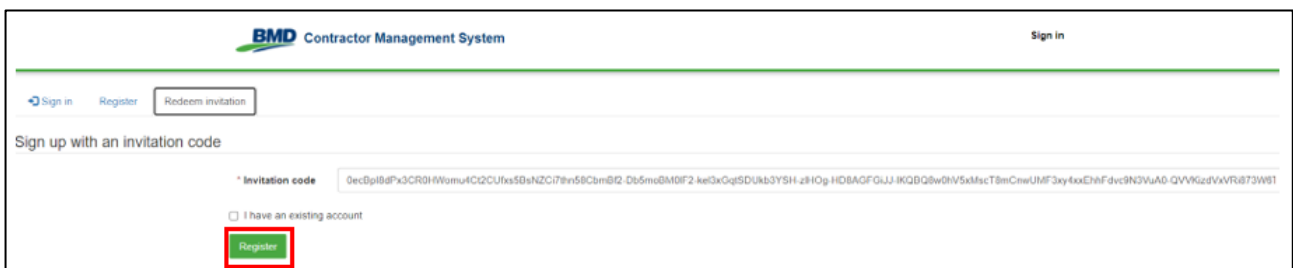 BMD Contractor Management System Sign in
Sign in Register Redeem invitation
Sign up with an invitation code
* Invitation code
I have an existing account
Register